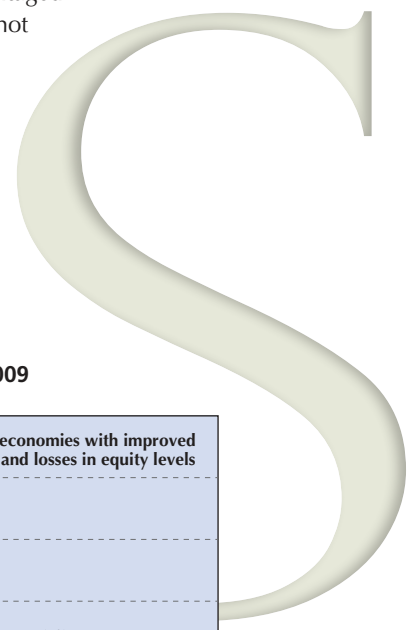 not
S
009
economies with improved
and losses in equity levels